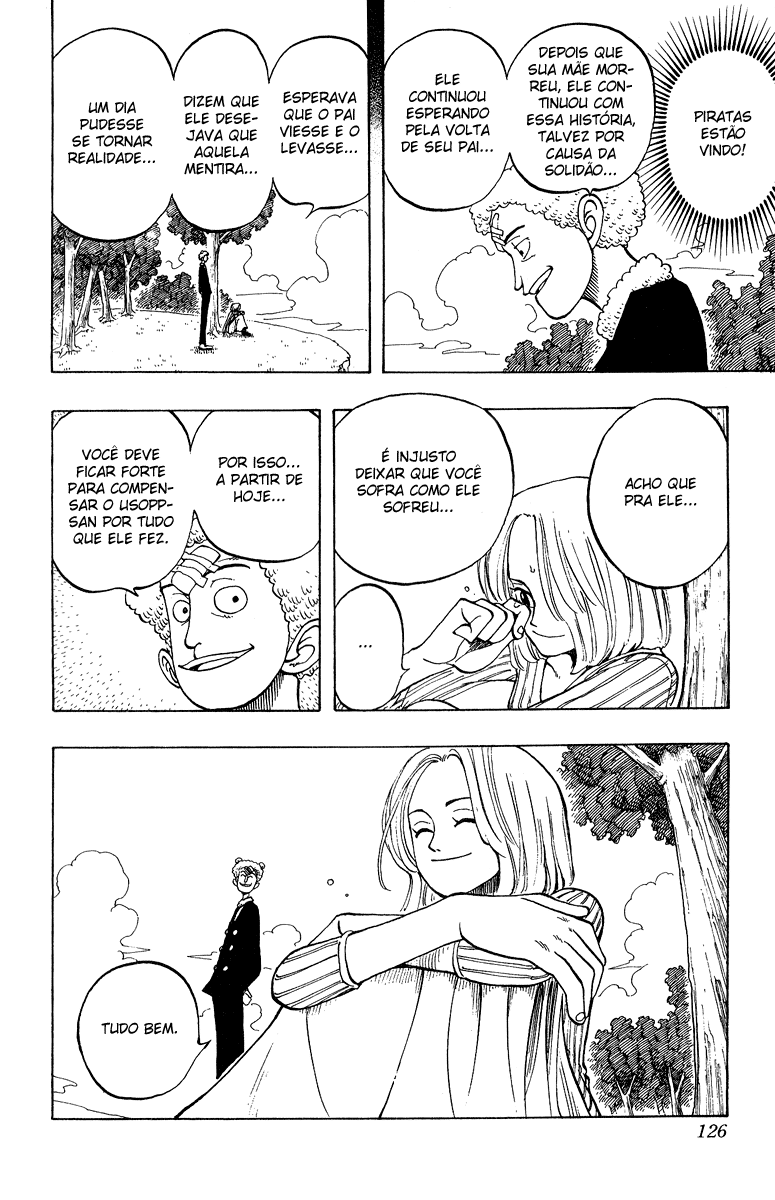 PIRATAS
ESTÃO
VINDO!
DEPOIS QUE
SUA MÃE MOR-
REU, ELE CON-
TINUOU COM
ESSA HISTÓRIA,
TALVEZ POR
CAUSA DA
SOLIDÃO...
ELE
CONTINUOU
ESPERANDO
PELA VOLTA
DE SEU PAI...
ESPERAVA
QUE O PAI
VIESSE E O
LEVASSE...
DIZEM QUE
ELE DESE-
JAVA QUE
AQUELA
MENTIRA...
UM DIA
PUDESSE
SE TORNAR
REALIDADE...
ACHO QUE
PRA ELE...
É INJUSTO
DEIXAR QUE VOCÊ
SOFRA COMO ELE
SOFREU...
...
POR ISSO...
A PARTIR DE
HOJE...
VOCÊ DEVE
FICAR FORTE
PARA COMPEN-
SAR O USOPP-
SAN POR TUDO
QUE ELE FEZ.
TUDO BEM.
126